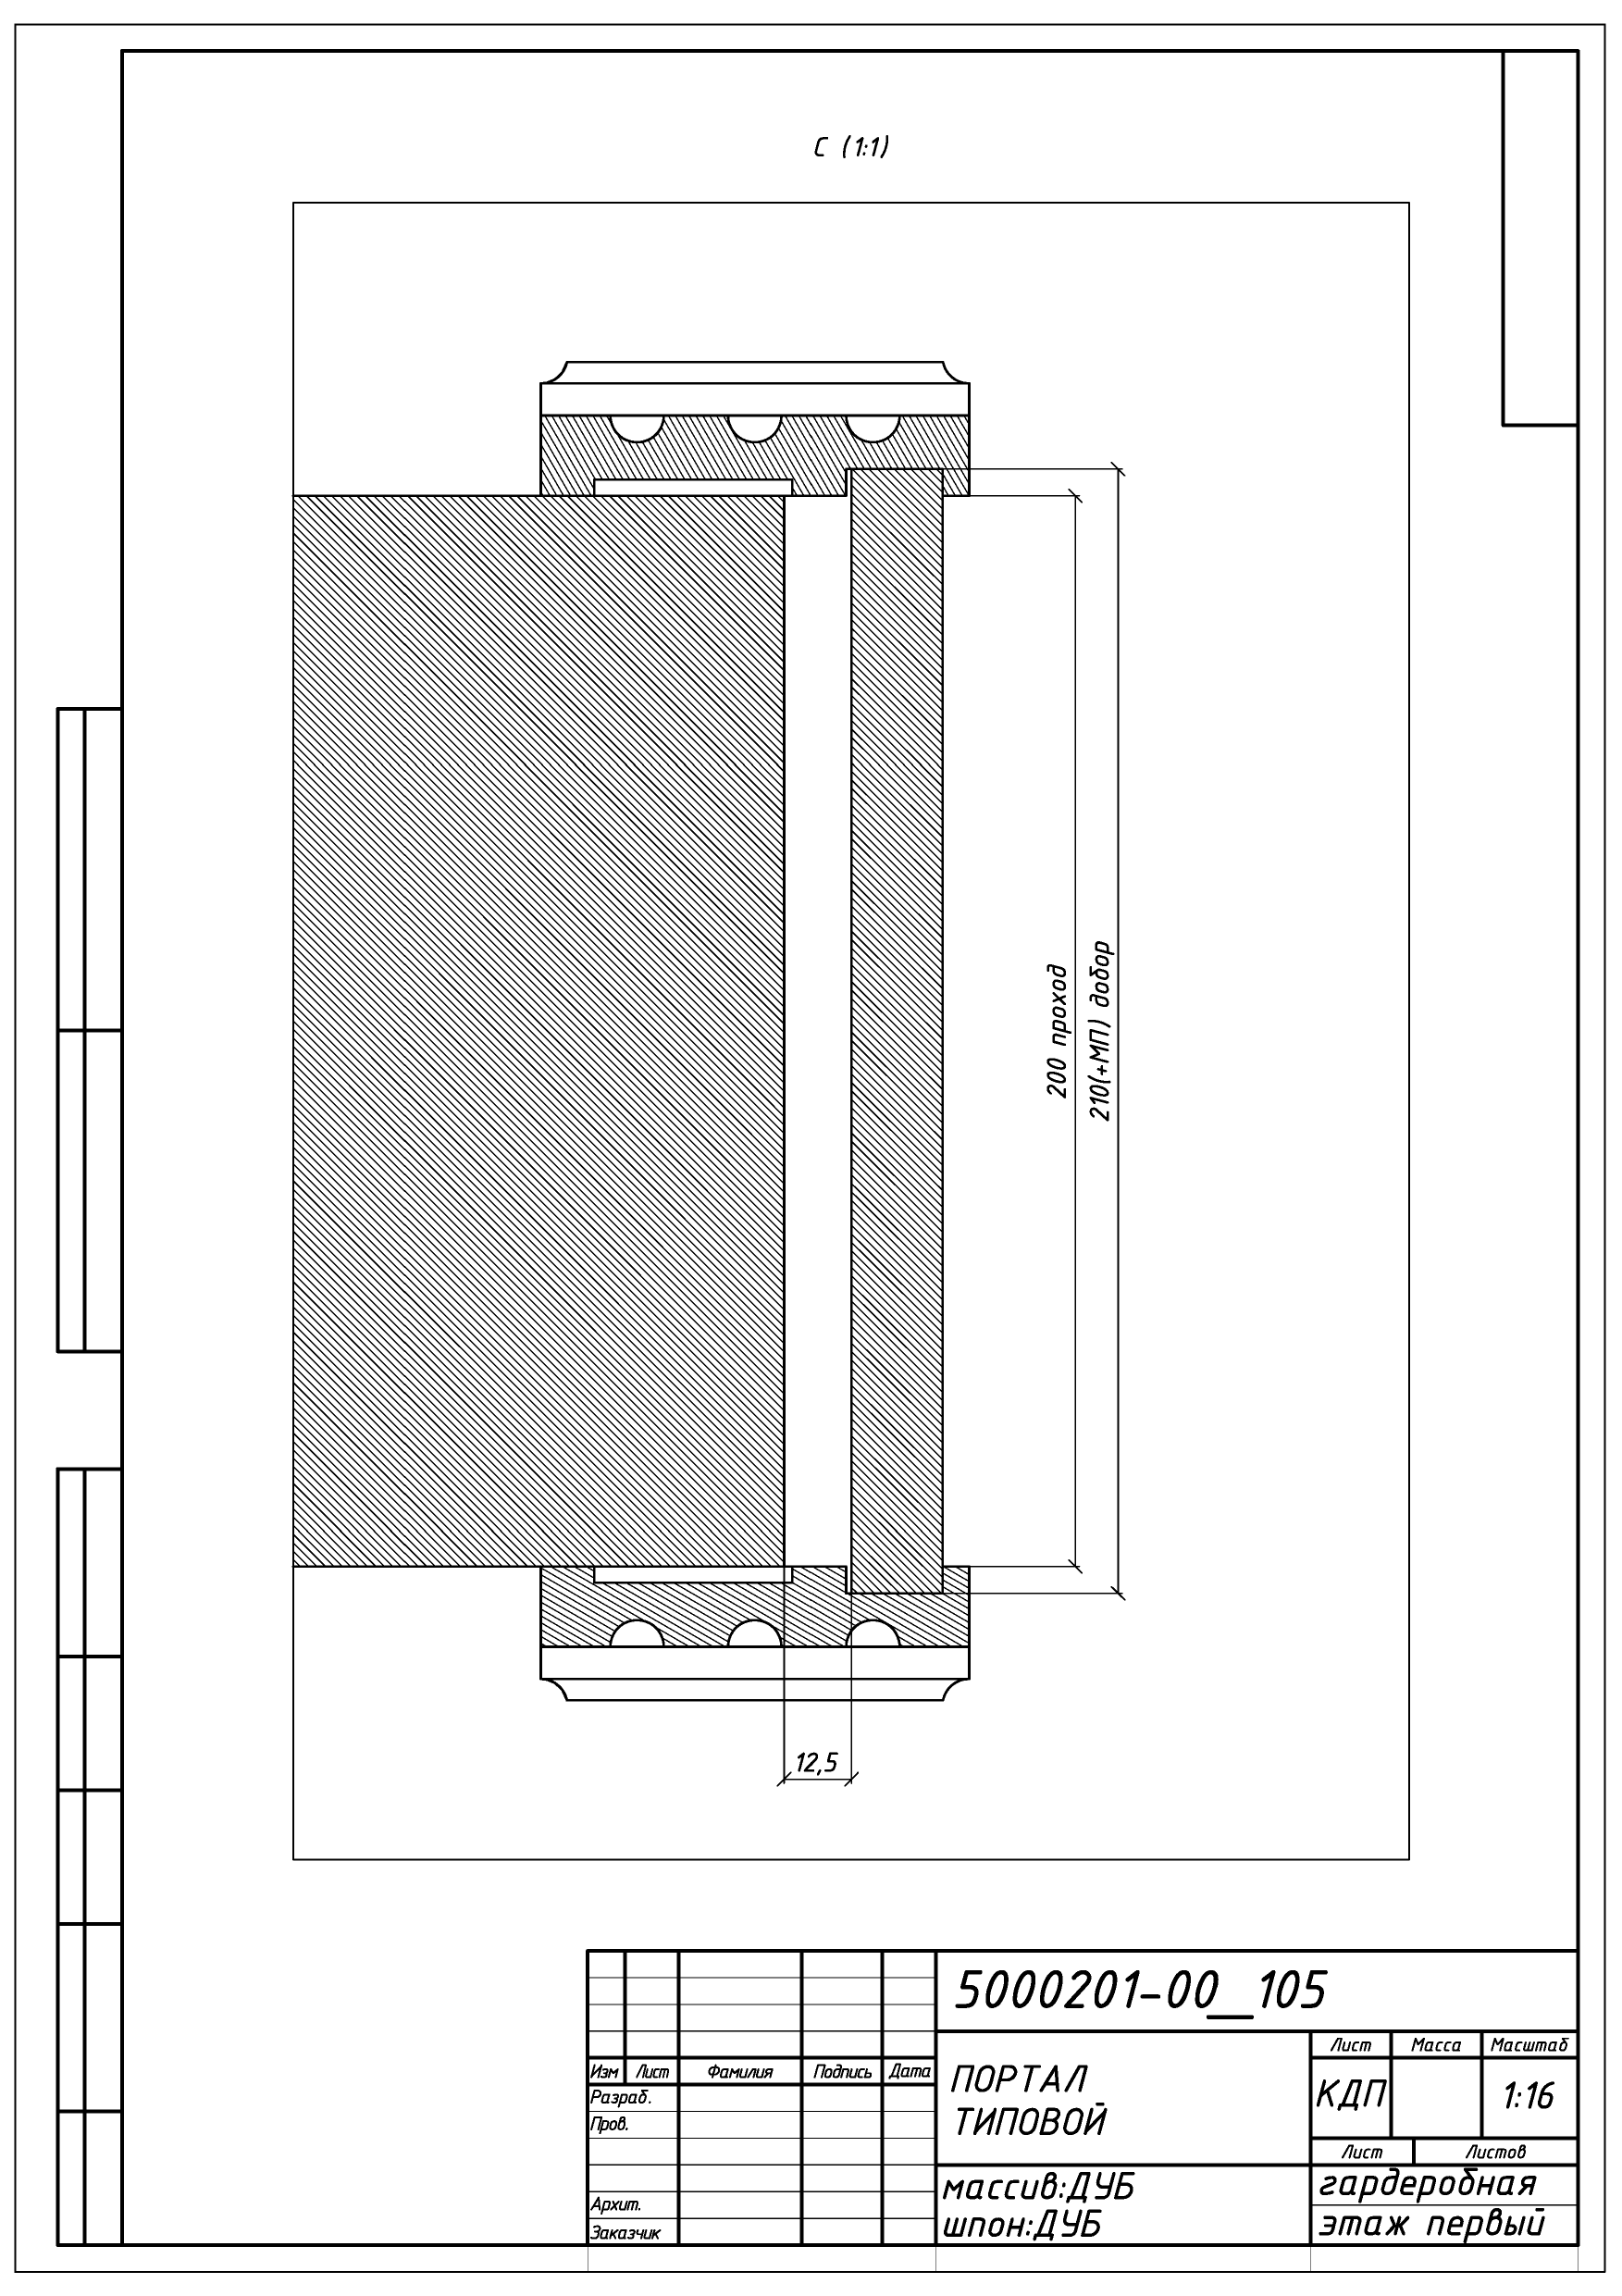 C (1:1)
200 проход
210(+МП) добор
12,5
5000201-00__105
Изм Лист Фамилия Подпись Дата
Разраб.
Пров.
Архит.
Заказчик
ПОРТАЛ
ТИПОВОЙ
Лист Масса Масштаб
КДП 1:16
Лист Листов
массив:ДУБ
шпон:ДУБ
гардеробная
этаж первый